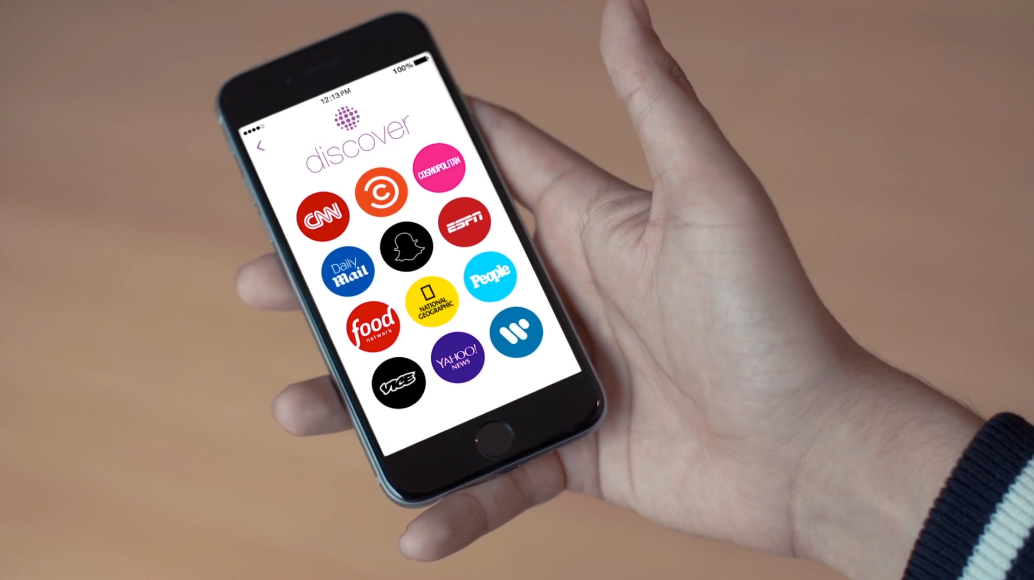 100%
12:13 PM
discover
CNN
COSMOPOLITAN
Daily
Mail
ESPN
food
network
NATIONAL
GEOGRAPHIC
People
VICE
YAHOO!
NEWS